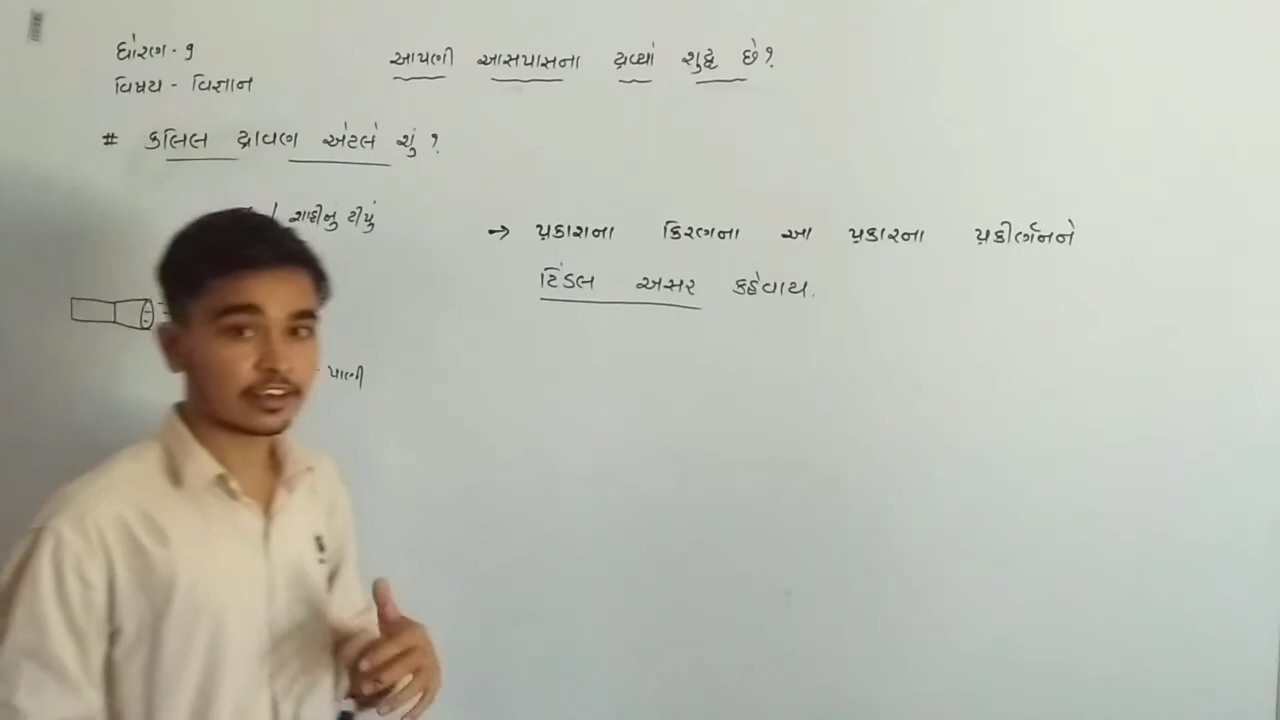 ધોરણ - ૧
વિષય - વિજ્ઞાન
આપણી આસપાસના દ્રવ્યો શુદ્ધ છે?
# કલિલ દ્રાવણ એટલે શું ?
શાહીનું ટીપું
પાણી
→ પ્રકાશના કિરણના આ પ્રકારના પ્રકીર્ણનને
ટિંડલ અસર કહેવાય.